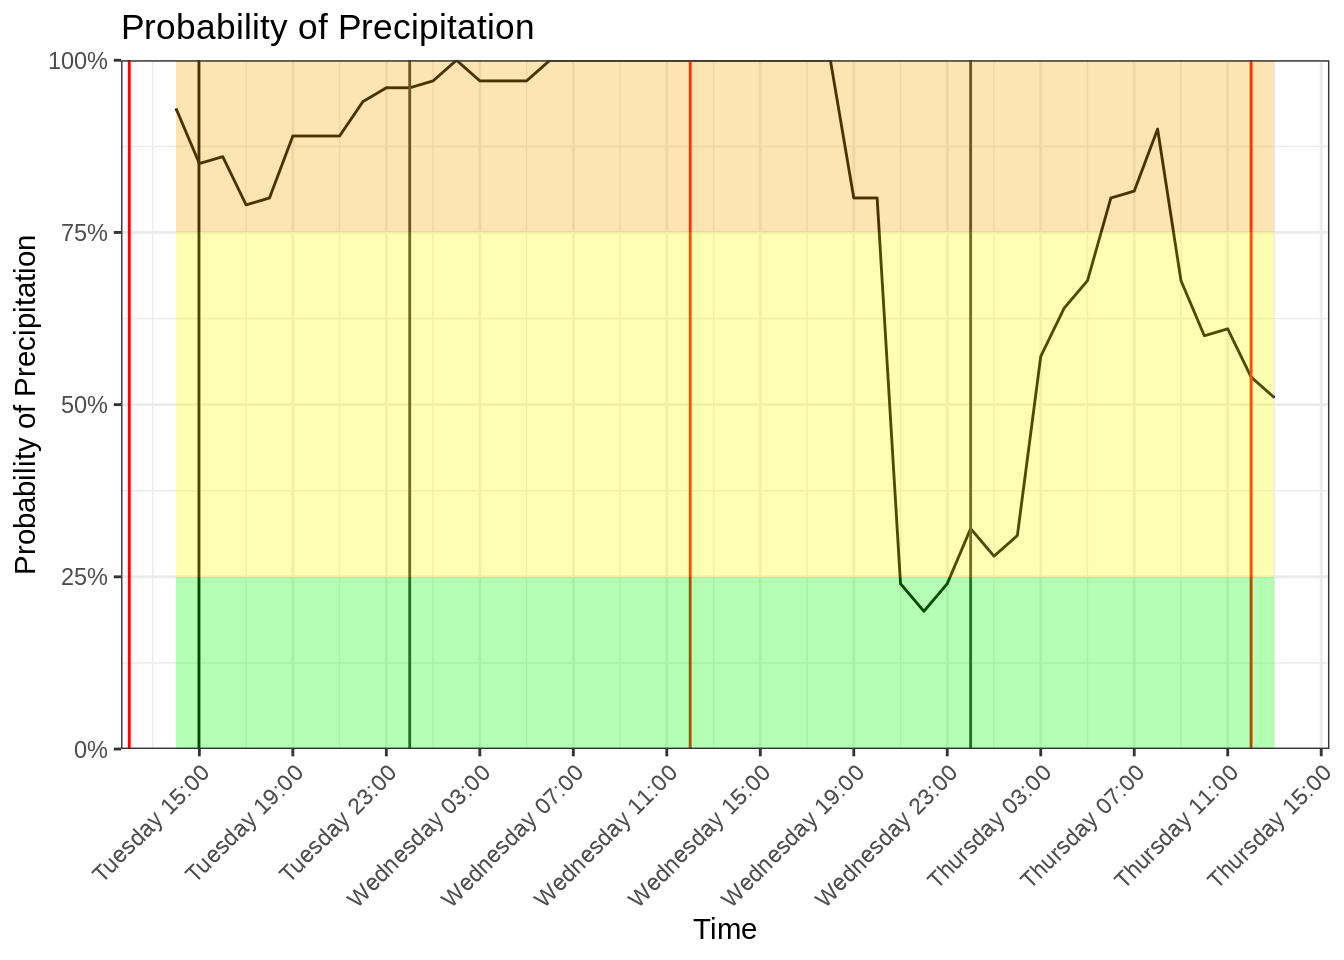 Probability of Precipitation
100%
75%
50%
25%
0%
Probability of Precipitation
Tuesday 15:00
Tuesday 19:00
Tuesday 23:00
Wednesday 03:00
Wednesday 07:00
Wednesday 11:00
Wednesday 15:00
Wednesday 19:00
Wednesday 23:00
Thursday 03:00
Thursday 07:00
Thursday 11:00
Thursday 15:00
Time